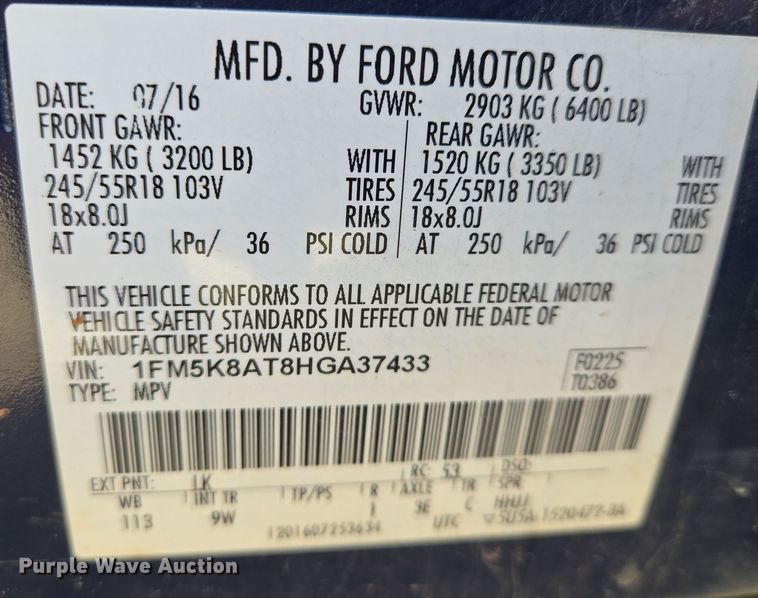 MFD. BY FORD MOTOR CO.
DATE: 07/16 GVWR: 2903 KG ( 6400 LB)
FRONT GAWR: REAR GAWR:
1452 KG ( 3200 LB) WITH 1520 KG ( 3350 LB) WITH
245/55R18 103V TIRES 245/55R18 103V TIRES
18x8.0J RIMS 18x8.0J RIMS
AT 250 kPa/ 36 PSI COLD AT 250 kPa/ 36 PSI COLD
THIS VEHICLE CONFORMS TO ALL APPLICABLE FEDERAL MOTOR
VEHICLE SAFETY STANDARDS IN EFFECT ON THE DATE OF
MANUFACTURE SHOWN ABOVE.
VIN: 1FM5K8AT8HGA37433 F0225
TYPE: MPV T0386
EXT PNT: LK RC: 53 DSO:
WB INT TR TP/PS R AXLE TR SPR
113 9W I 3E C HHJJ
1201607253634 UTC 5U5A-1520472-BA
Purple Wave Auction